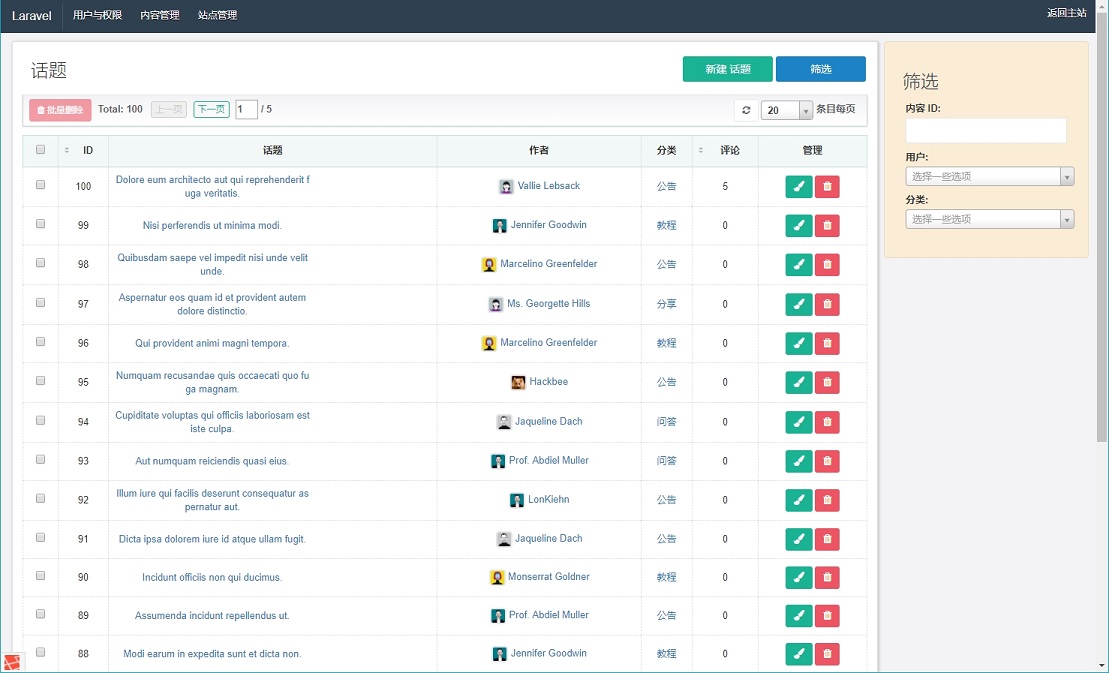 Laravel 用户与权限 内容管理 站点管理 返回主站
话题 新建 话题 筛选
批量删除 Total: 100 上一页 下一页 1 / 5 20 条目每页
ID 话题 作者 分类 评论 管理
100 Dolore eum architecto aut qui reprehenderit f Vallie Lebsack 公告 5
uga veritatis.
99 Nisi perferendis ut minima modi. Jennifer Goodwin 教程 0
98 Quibusdam saepe vel impedit nisi unde velit Marcelino Greenfelder 公告 0
unde.
97 Aspernatur eos quam id et provident autem Ms. Georgette Hills 分享 0
dolore distinctio.
96 Qui provident animi magni tempora. Marcelino Greenfelder 教程 0
95 Numquam recusandae quis occaecati quo fu Hackbee 公告 0
ga magnam.
94 Cupiditate voluptas qui officiis laboriosam est Jaqueline Dach 问答 0
iste culpa.
93 Aut numquam reiciendis quasi eius. Prof. Abdiel Muller 问答 0
92 Illum iure qui facilis deserunt consequatur as LonKiehn 公告 0
pernatur aut.
91 Dicta ipsa dolorem iure id atque ullam fugit. Jaqueline Dach 公告 0
90 Incidunt officiis non qui ducimus. Monserrat Goldner 教程 0
89 Assumenda incidunt repellendus ut. Prof. Abdiel Muller 公告 0
88 Modi earum in expedita sunt et dicta non. Jennifer Goodwin 教程 0
筛选
内容 ID:
用户:
选择一些选项
分类:
选择一些选项